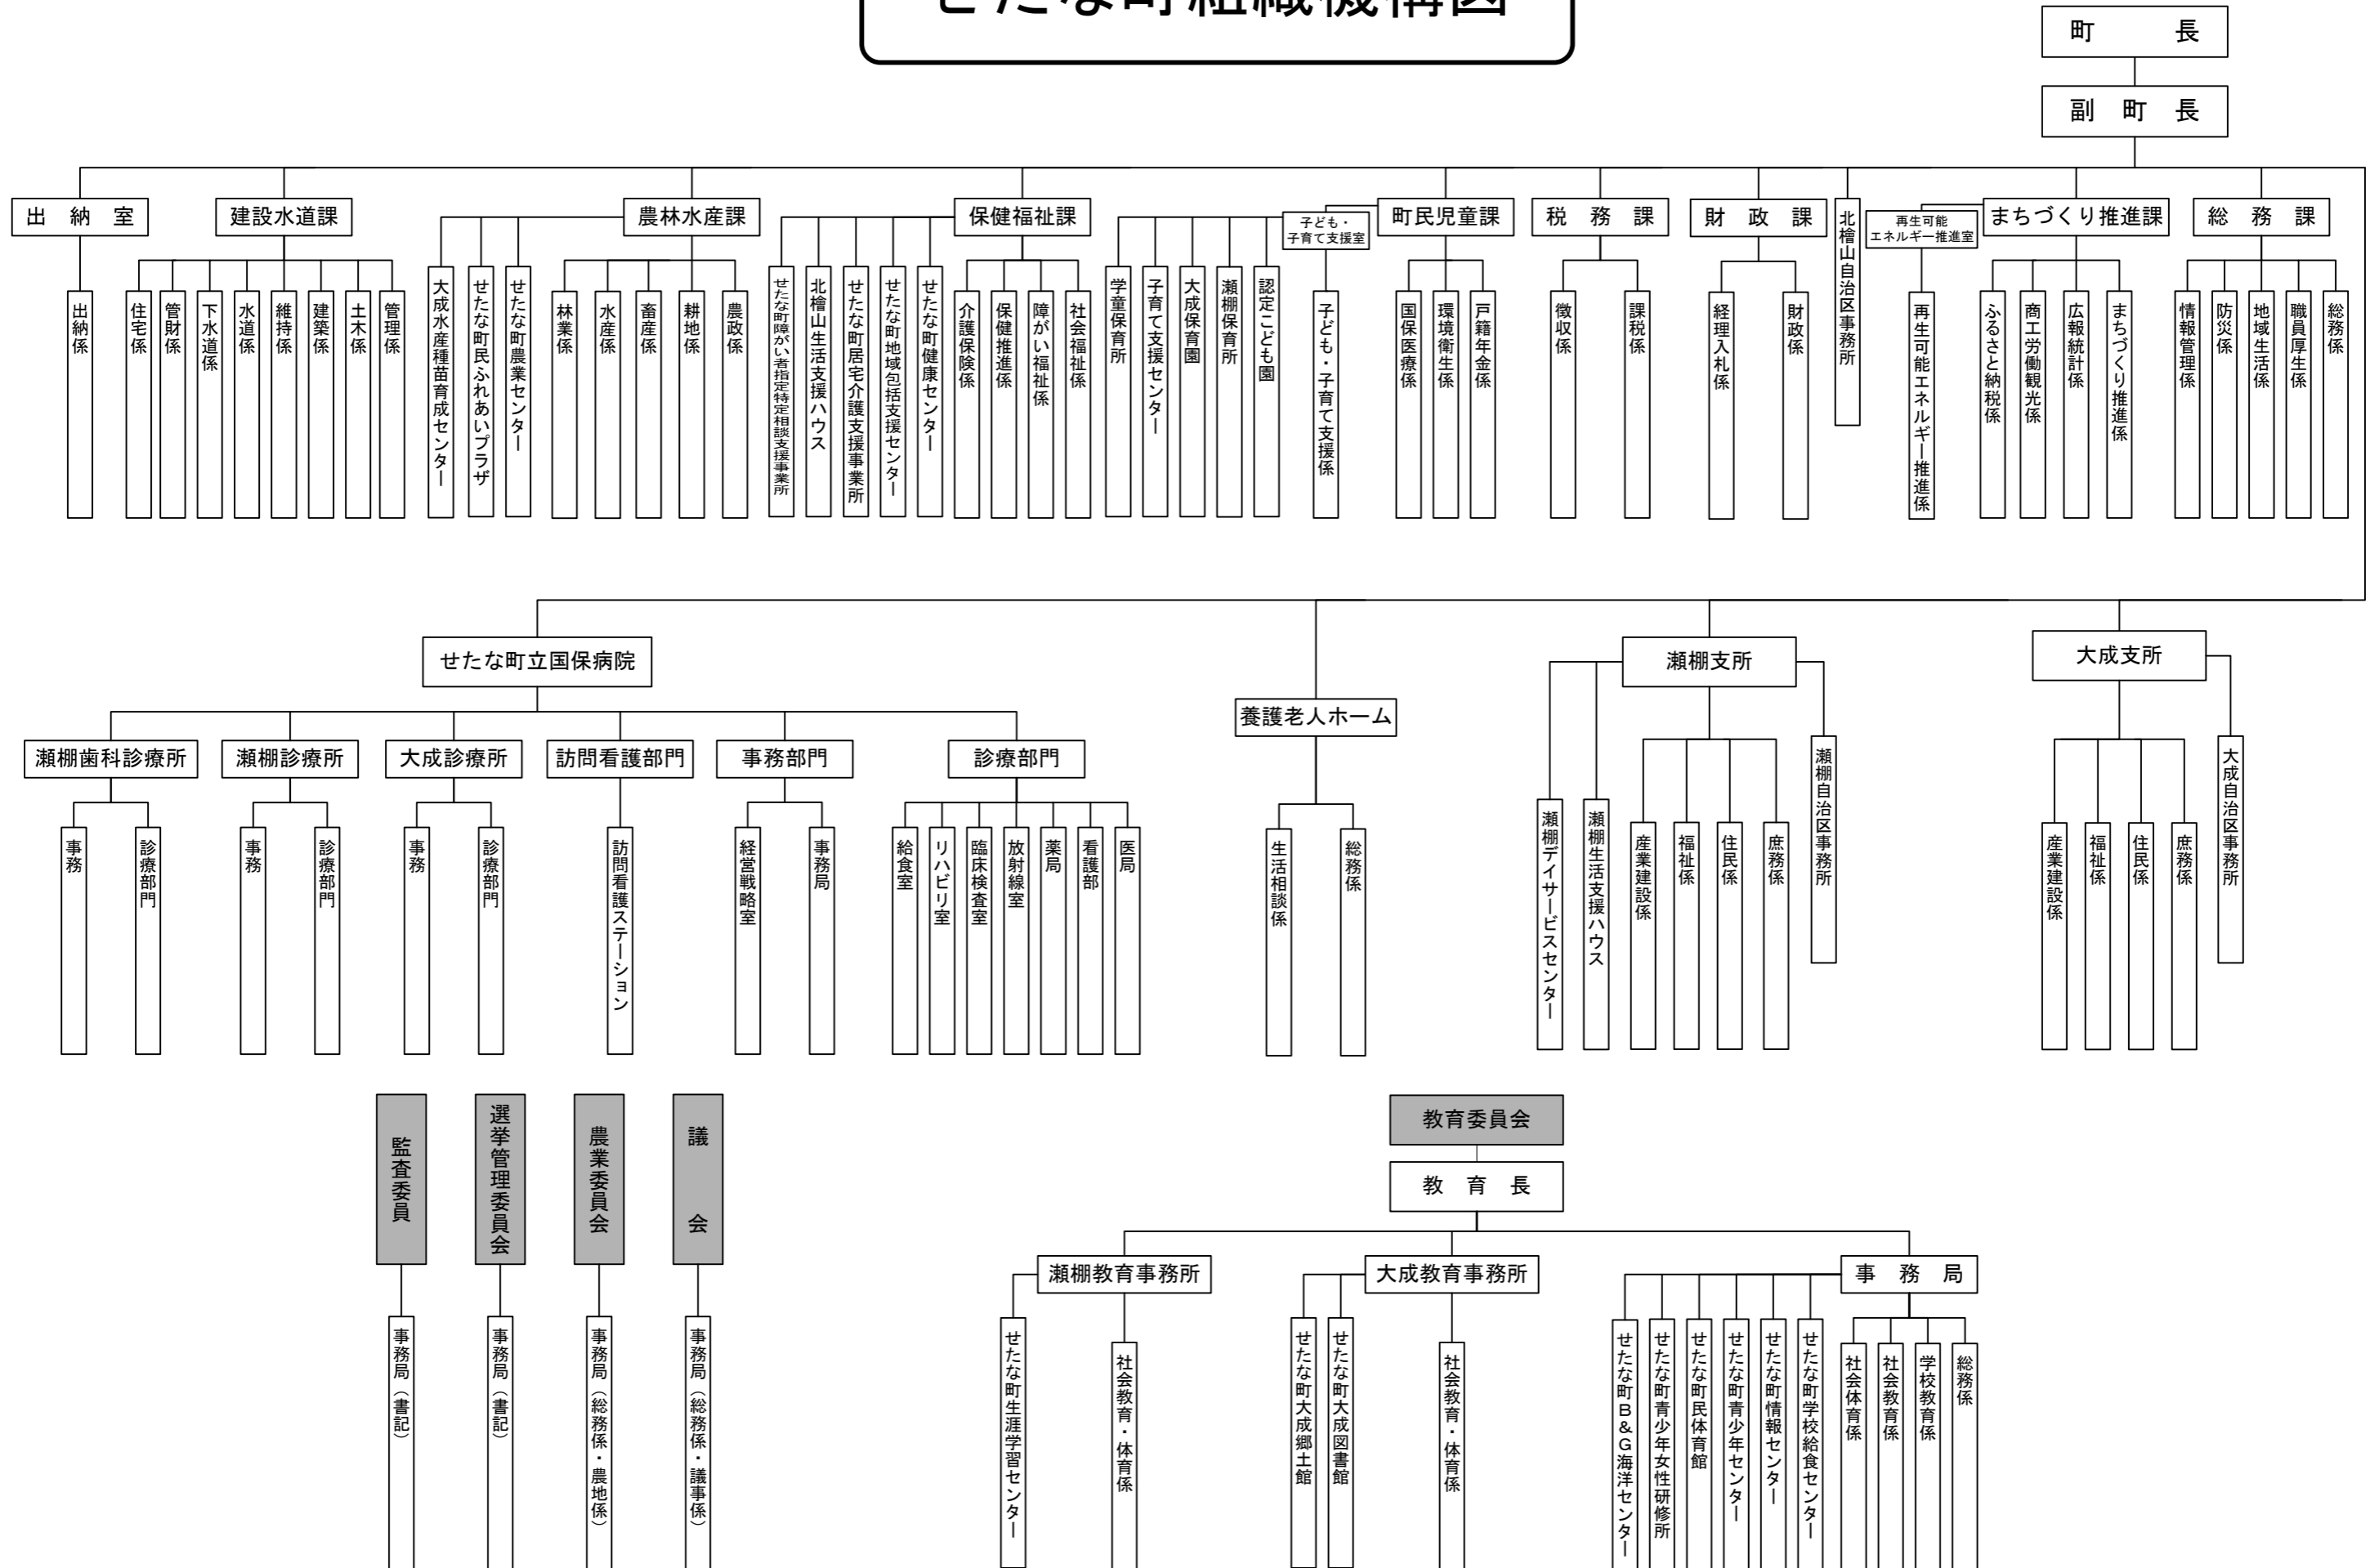 せたな町組織機構図
町　　長
副　町　長
出　納　室
建設水道課
農林水産課
保健福祉課
子ども・
子育て支援室
町民児童課
税　務　課
財　政　課
北檜山自治区事務所
再生可能
エネルギー推進室
まちづくり推進課
総　務　課
出納係
住宅係
管財係
下水道係
水道係
維持係
建築係
土木係
管理係
大成水産種苗育成センター
せたな町民ふれあいプラザ
せたな町農業センター
林業係
水産係
畜産係
耕地係
農政係
せたな町障がい者指定特定相談支援事業所
北檜山生活支援ハウス
せたな町居宅介護支援事業所
せたな町地域包括支援センター
せたな町健康センター
介護保険係
保健推進係
障がい福祉係
社会福祉係
学童保育所
子育て支援センター
大成保育園
瀬棚保育所
認定こども園
子ども・子育て支援係
国保医療係
環境衛生係
戸籍年金係
徴収係
課税係
経理入札係
財政係
再生可能エネルギー推進係
ふるさと納税係
商工労働観光係
広報統計係
まちづくり推進係
情報管理係
防災係
地域生活係
職員厚生係
総務係
せたな町立国保病院
養護老人ホーム
瀬棚支所
大成支所
瀬棚歯科診療所
瀬棚診療所
大成診療所
訪問看護部門
事務部門
診療部門
事務
診療部門
事務
診療部門
事務
診療部門
訪問看護ステーション
経営戦略室
事務局
給食室
リハビリ室
臨床検査室
放射線室
薬局
看護部
医局
生活相談係
総務係
瀬棚デイサービスセンター
瀬棚生活支援ハウス
産業建設係
福祉係
住民係
庶務係
瀬棚自治区事務所
産業建設係
福祉係
住民係
庶務係
大成自治区事務所
監査委員
選挙管理委員会
農業委員会
議　会
事務局（書記）
事務局（書記）
事務局（総務係・農地係）
事務局（総務係・議事係）
教育委員会
教　育　長
瀬棚教育事務所
大成教育事務所
事　務　局
せたな町生涯学習センター
社会教育・体育係
せたな町大成郷土館
せたな町大成図書館
社会教育・体育係
せたな町Ｂ＆Ｇ海洋センター
せたな町青少年女性研修所
せたな町民体育館
せたな町青少年センター
せたな町情報センター
せたな町学校給食センター
社会体育係
社会教育係
学校教育係
総務係